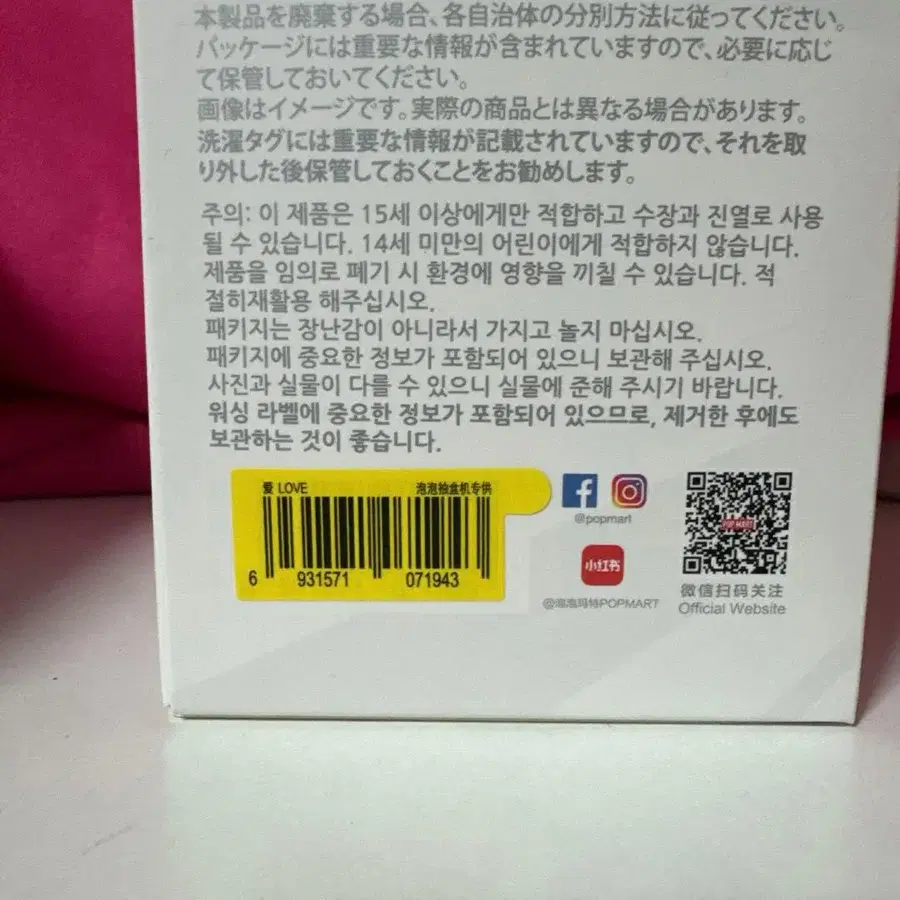 本製品を廃棄する場合、各自治体の分別方法に従ってください。
パッケージには重要な情報が含まれていますので、必要に応じ
て保管しておいてください。
画像はイメージです。実際の商品とは異なる場合があります。
洗濯タグには重要な情報が記載されていますので、それを取
り外した後保管しておくことをお勧めします。
주의: 이 제품은 15세 이상에게만 적합하고 수장과 진열로 사용
될 수 있습니다. 14세 미만의 어린이에게 적합하지 않습니다.
제품을 임의로 폐기 시 환경에 영향을 끼칠 수 있습니다. 적
절히재활용 해주십시오.
패키지는 장난감이 아니라서 가지고 놀지 마십시오.
패키지에 중요한 정보가 포함되어 있으니 보관해 주십시오.
사진과 실물이 다를 수 있으니 실물에 준해 주시기 바랍니다.
워싱 라벨에 중요한 정보가 포함되어 있으므로, 제거한 후에도
보관하는 것이 좋습니다.
爱 LOVE 泡泡抽盒机专供
6 931571 071943
@popmart
小红书
@泡泡玛特POPMART
POP MART
微信扫码关注
Official Website